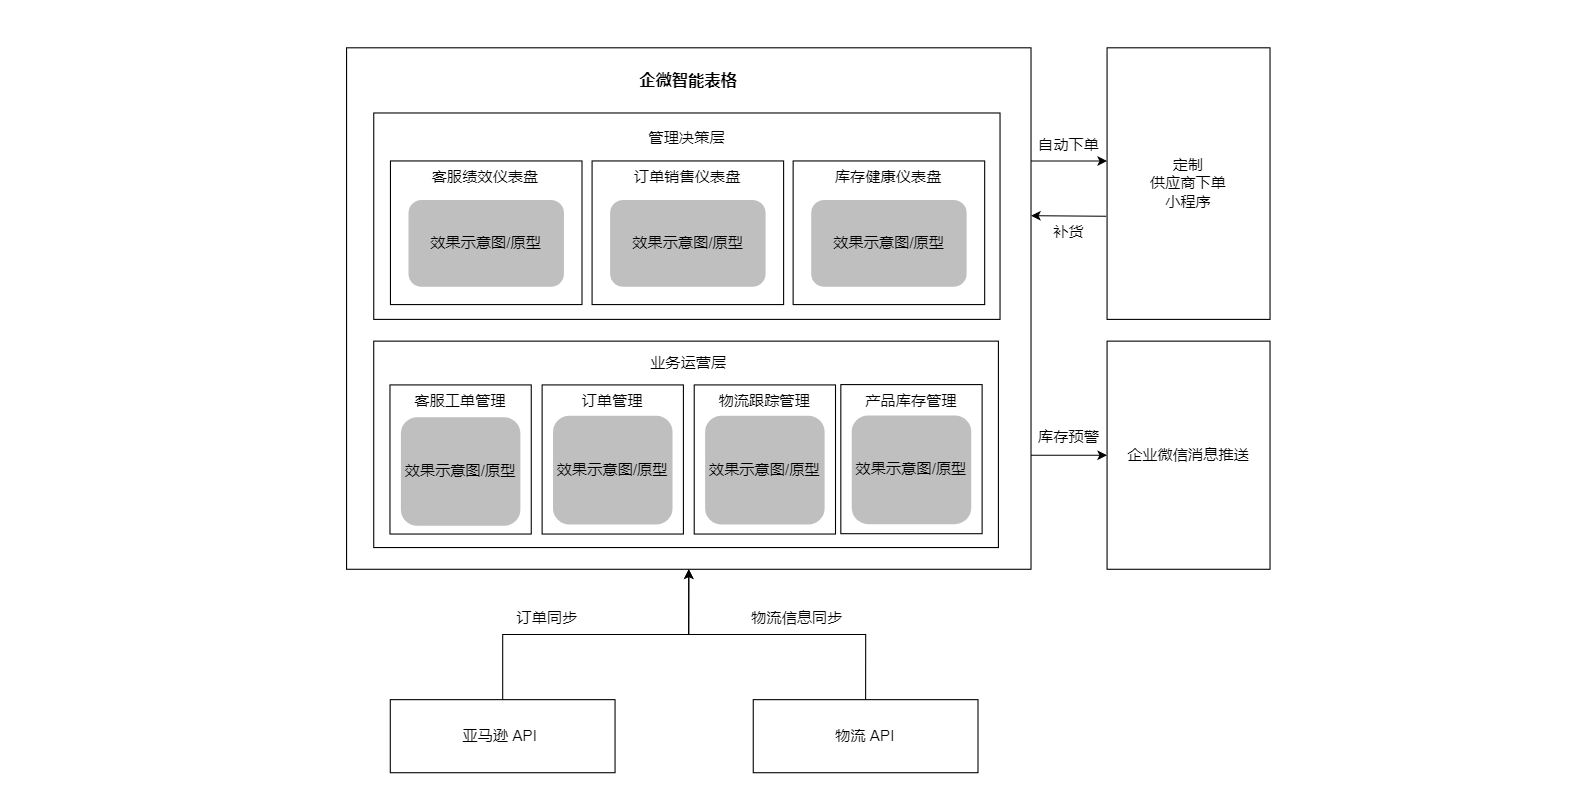 企微智能表格
管理决策层
客服绩效仪表盘
订单销售仪表盘
库存健康仪表盘
效果示意图/原型
效果示意图/原型
效果示意图/原型
业务运营层
客服工单管理
订单管理
物流跟踪管理
产品库存管理
效果示意图/原型
效果示意图/原型
效果示意图/原型
效果示意图/原型
自动下单
补货
定制
供应商下单
小程序
库存预警
企业微信消息推送
订单同步
物流信息同步
亚马逊 API
物流 API